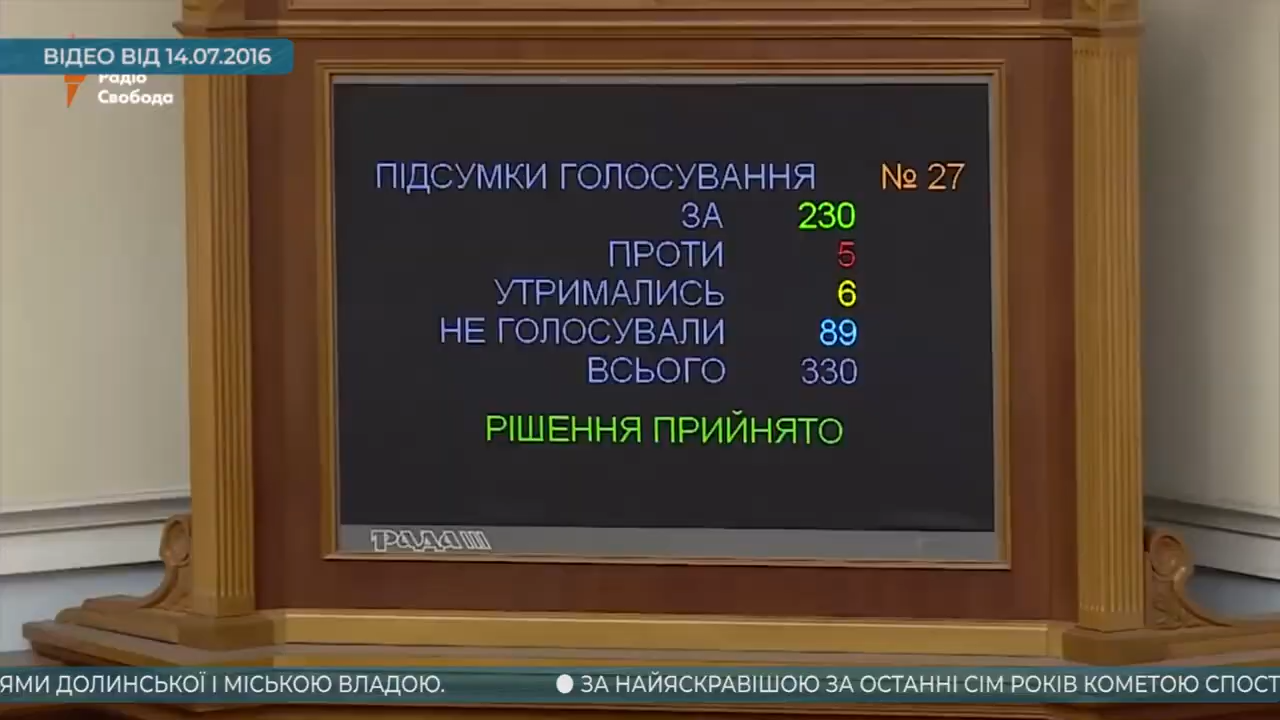 ВІДЕО ВІД 14.07.2016
Радіо
Свобода
ПІДСУМКИ ГОЛОСУВАННЯ № 27
ЗА 230
ПРОТИ 5
УТРИМАЛИСЬ 6
НЕ ГОЛОСУВАЛИ 89
ВСЬОГО 330
РІШЕННЯ ПРИЙНЯТО
РАДА III
ЯМИ ДОЛИНСЬКОЇ І МІСЬКОЮ ВЛАДОЮ. ● ЗА НАЙЯСКРАВІШОЮ ЗА ОСТАННІ СІМ РОКІВ КОМЕТОЮ СПОСТ